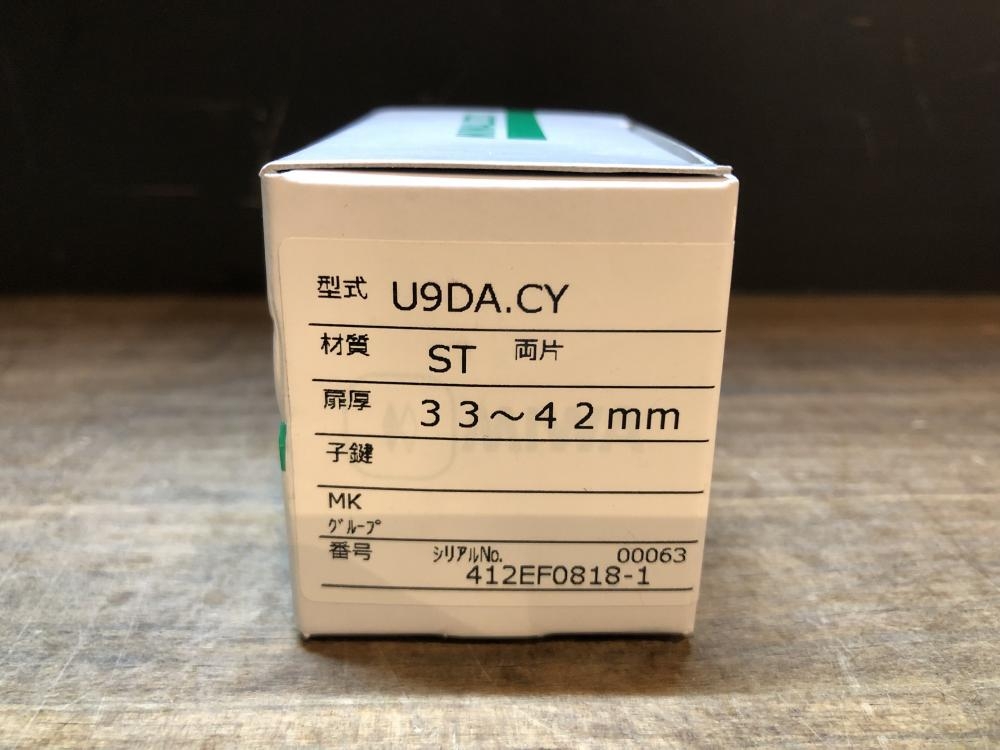 型式 U9DA.CY
材質 ST 両片
扉厚 33～42mm
子鍵
MK
ｸﾞﾙｰﾌﾟ
番号 ｼﾘｱﾙNo. 00063
412EF0818-1